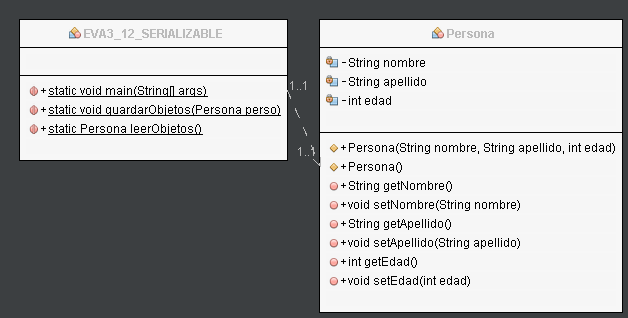 EVA3_12_SERIALIZABLE
+ static void main(String[] args)
+ static void guardarObjetos(Persona perso)
+ static Persona leerObjetos()
1..1
1..1
Persona
- String nombre
- String apellido
- int edad
+ Persona(String nombre, String apellido, int edad)
+ Persona()
+ String getNombre()
+ void setNombre(String nombre)
+ String getApellido()
+ void setApellido(String apellido)
+ int getEdad()
+ void setEdad(int edad)